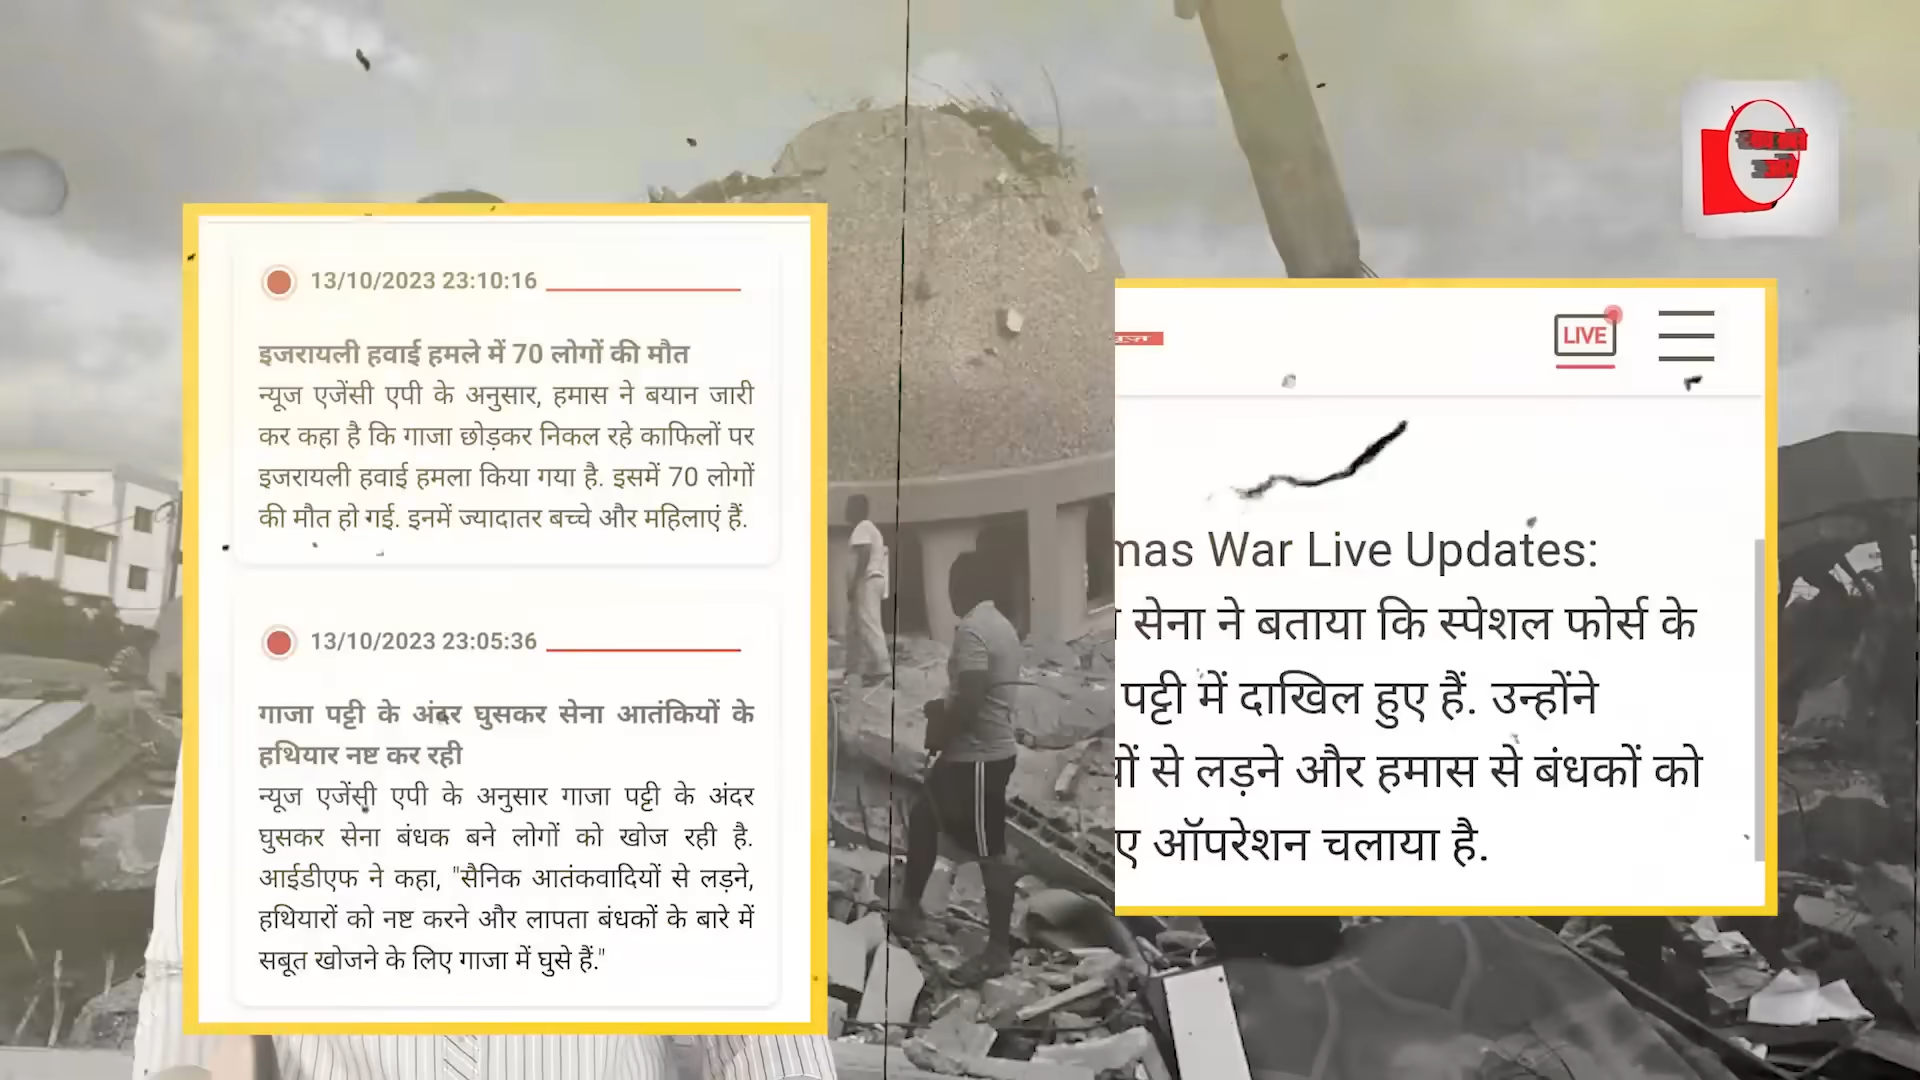 13/10/2023 23:10:16
इजरायली हवाई हमले में 70 लोगों की मौत
न्यूज एजेंसी एपी के अनुसार, हमास ने बयान जारी
कर कहा है कि गाजा छोड़कर निकल रहे काफिलों पर
इजरायली हवाई हमला किया गया है. इसमें 70 लोगों
की मौत हो गई. इनमें ज्यादातर बच्चे और महिलाएं हैं.
13/10/2023 23:05:36
गाजा पट्टी के अंदर घुसकर सेना आतंकियों के
हथियार नष्ट कर रही
न्यूज एजेंसी एपी के अनुसार गाजा पट्टी के अंदर
घुसकर सेना बंधक बने लोगों को खोज रही है.
आईडीएफ ने कहा, "सैनिक आतंकवादियों से लड़ने,
हथियारों को नष्ट करने और लापता बंधकों के बारे में
सबूत खोजने के लिए गाजा में घुसे हैं."
LIVE
mas War Live Updates:
सेना ने बताया कि स्पेशल फोर्स के
पट्टी में दाखिल हुए हैं. उन्होंने
से लड़ने और हमास से बंधकों को
ए ऑपरेशन चलाया है.